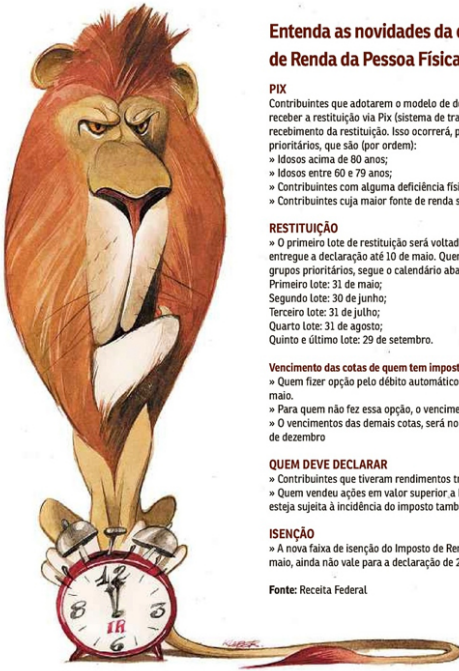 Entenda as novidades da
de Renda da Pessoa Física
PIX
Contribuintes que adotarem o modelo de
receber a restituição via Pix (sistema de
recebimento da restituição. Isso ocorrerá,
prioritários, que são (por ordem):
» Idosos acima de 80 anos;
» Idosos entre 60 e 79 anos;
» Contribuintes com alguma deficiência
» Contribuintes cuja maior fonte de renda
RESTITUIÇÃO
» O primeiro lote de restituição será
entregue a declaração até 10 de maio.
grupos prioritários, segue o calendário
Primeiro lote: 31 de maio;
Segundo lote: 30 de junho;
Terceiro lote: 31 de julho;
Quarto lote: 31 de agosto;
Quinto e último lote: 29 de setembro.
Vencimento das cotas de quem tem
» Quem fizer opção pelo débito automático
maio.
» Para quem não fez essa opção, o
» O vencimentos das demais cotas, será no
de dezembro
QUEM DEVE DECLARAR
» Contribuintes que tiveram rendimentos
» Quem vendeu ações em valor superior a
esteja sujeita à incidência do imposto
ISENÇÃO
» A nova faixa de isenção do Imposto de
maio, ainda não vale para a declaração de
Fonte: Receita Federal
12
8
3
IR
6